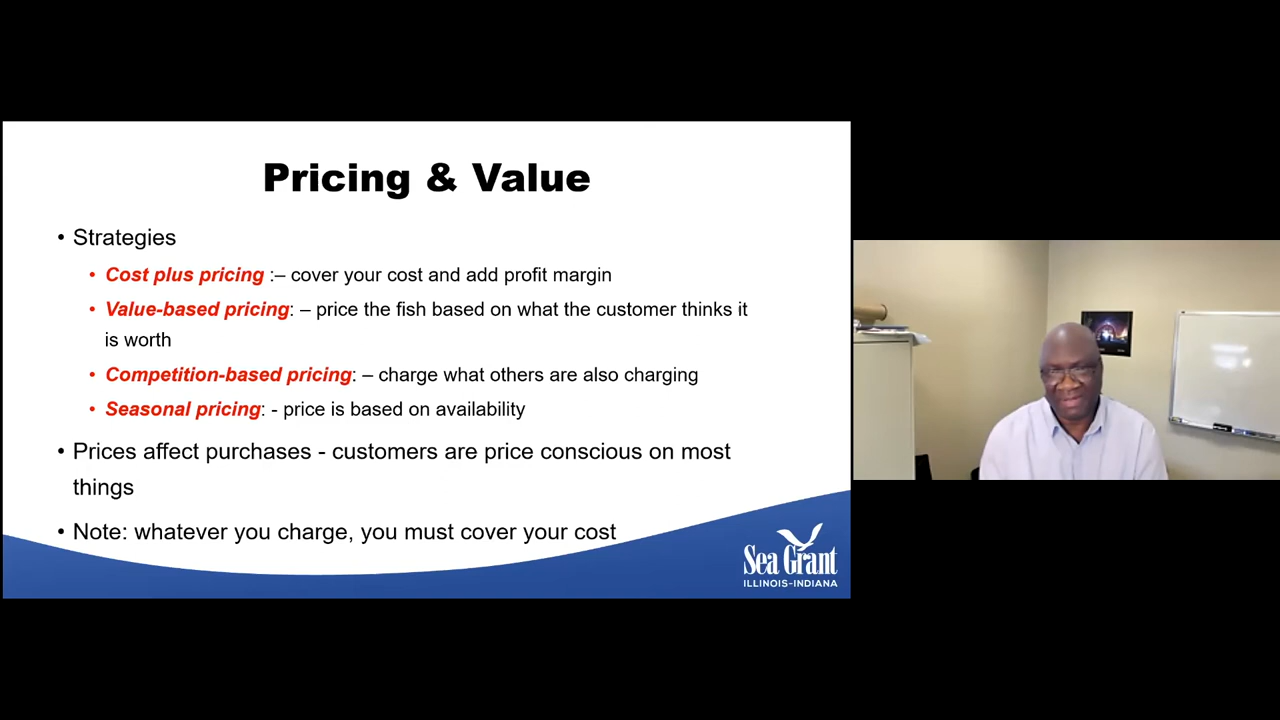 Pricing & Value
• Strategies
• Cost plus pricing :– cover your cost and add profit margin
• Value-based pricing: – price the fish based on what the customer thinks it
is worth
• Competition-based pricing: – charge what others are also charging
• Seasonal pricing: - price is based on availability
• Prices affect purchases - customers are price conscious on most
things
• Note: whatever you charge, you must cover your cost
Sea Grant
ILLINOIS-INDIANA